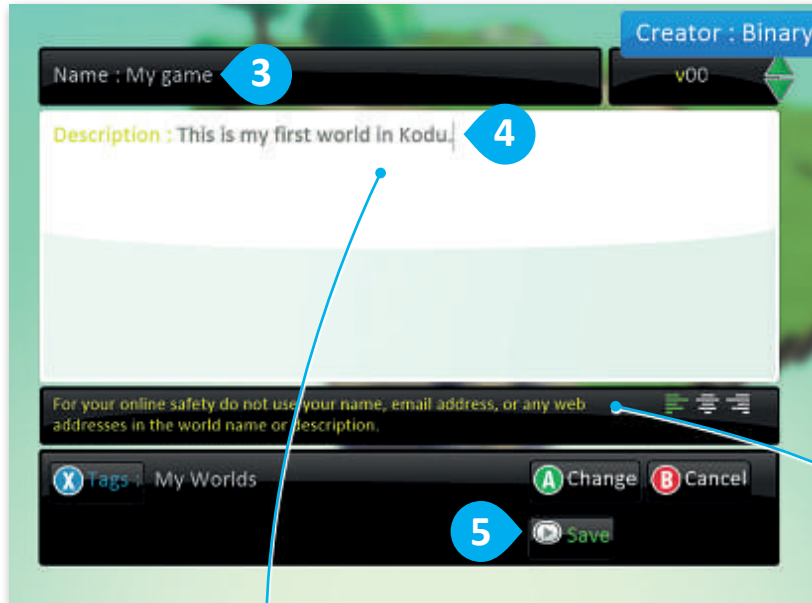 Creator : Binary
Name : My game
3
v00
Description : This is my first world in Kodu.
4
For your online safety do not use your name, email address, or any web
addresses in the world name or description.
X Tags : My Worlds
A Change
B Cancel
5
Save